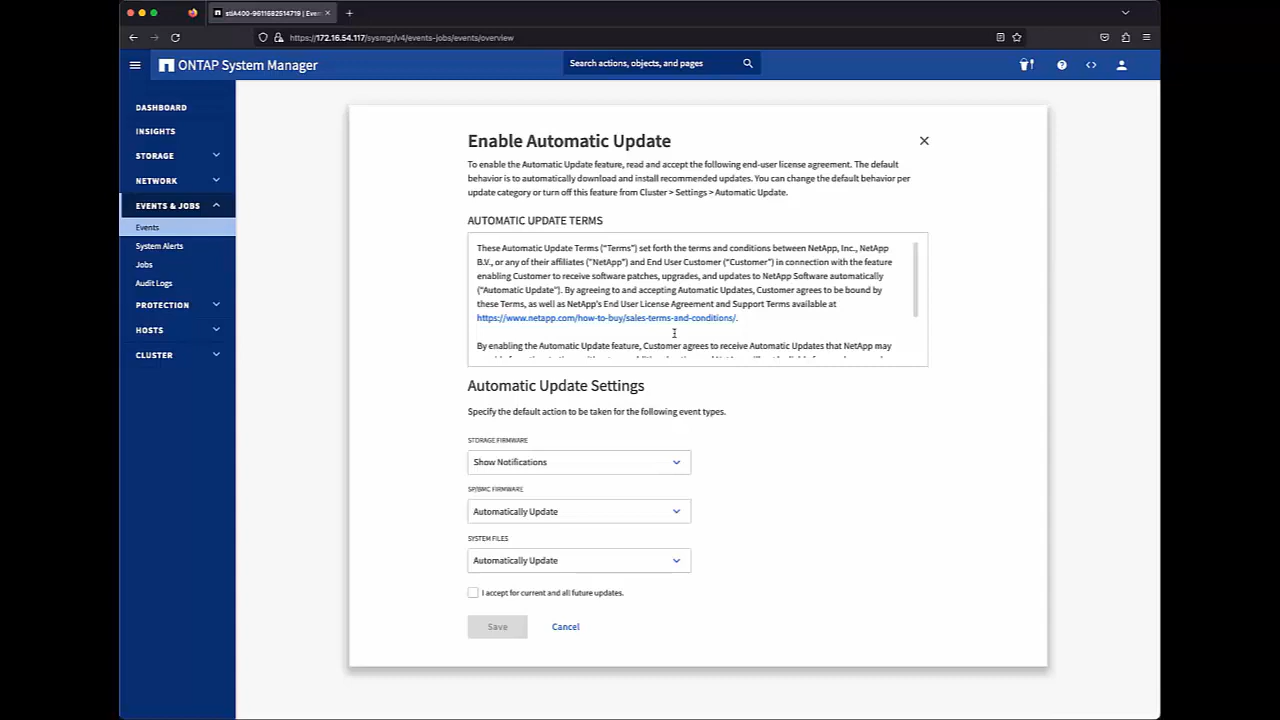 stiA400-9611682514719 | Even
https://172.16.54.117/sysmgr/v4/events-jobs/events/overview
ONTAP System Manager
Search actions, objects, and pages
DASHBOARD
INSIGHTS
STORAGE
NETWORK
EVENTS & JOBS
Events
System Alerts
Jobs
Audit Logs
PROTECTION
HOSTS
CLUSTER
Enable Automatic Update
To enable the Automatic Update feature, read and accept the following end-user license agreement. The default
behavior is to automatically download and install recommended updates. You can change the default behavior per
update category or turn off this feature from Cluster > Settings > Automatic Update.
AUTOMATIC UPDATE TERMS
These Automatic Update Terms ("Terms") set forth the terms and conditions between NetApp, Inc., NetApp
B.V., or any of their affiliates ("NetApp") and End User Customer ("Customer") in connection with the feature
enabling Customer to receive software patches, upgrades, and updates to NetApp Software automatically
("Automatic Update"). By agreeing to and accepting Automatic Updates, Customer agrees to be bound by
these Terms, as well as NetApp's End User License Agreement and Support Terms available at
https://www.netapp.com/how-to-buy/sales-terms-and-conditions/.
By enabling the Automatic Update feature, Customer agrees to receive Automatic Updates that NetApp may
Automatic Update Settings
Specify the default action to be taken for the following event types.
STORAGE FIRMWARE
Show Notifications
SP/BMC FIRMWARE
Automatically Update
SYSTEM FILES
Automatically Update
I accept for current and all future updates.
Save
Cancel